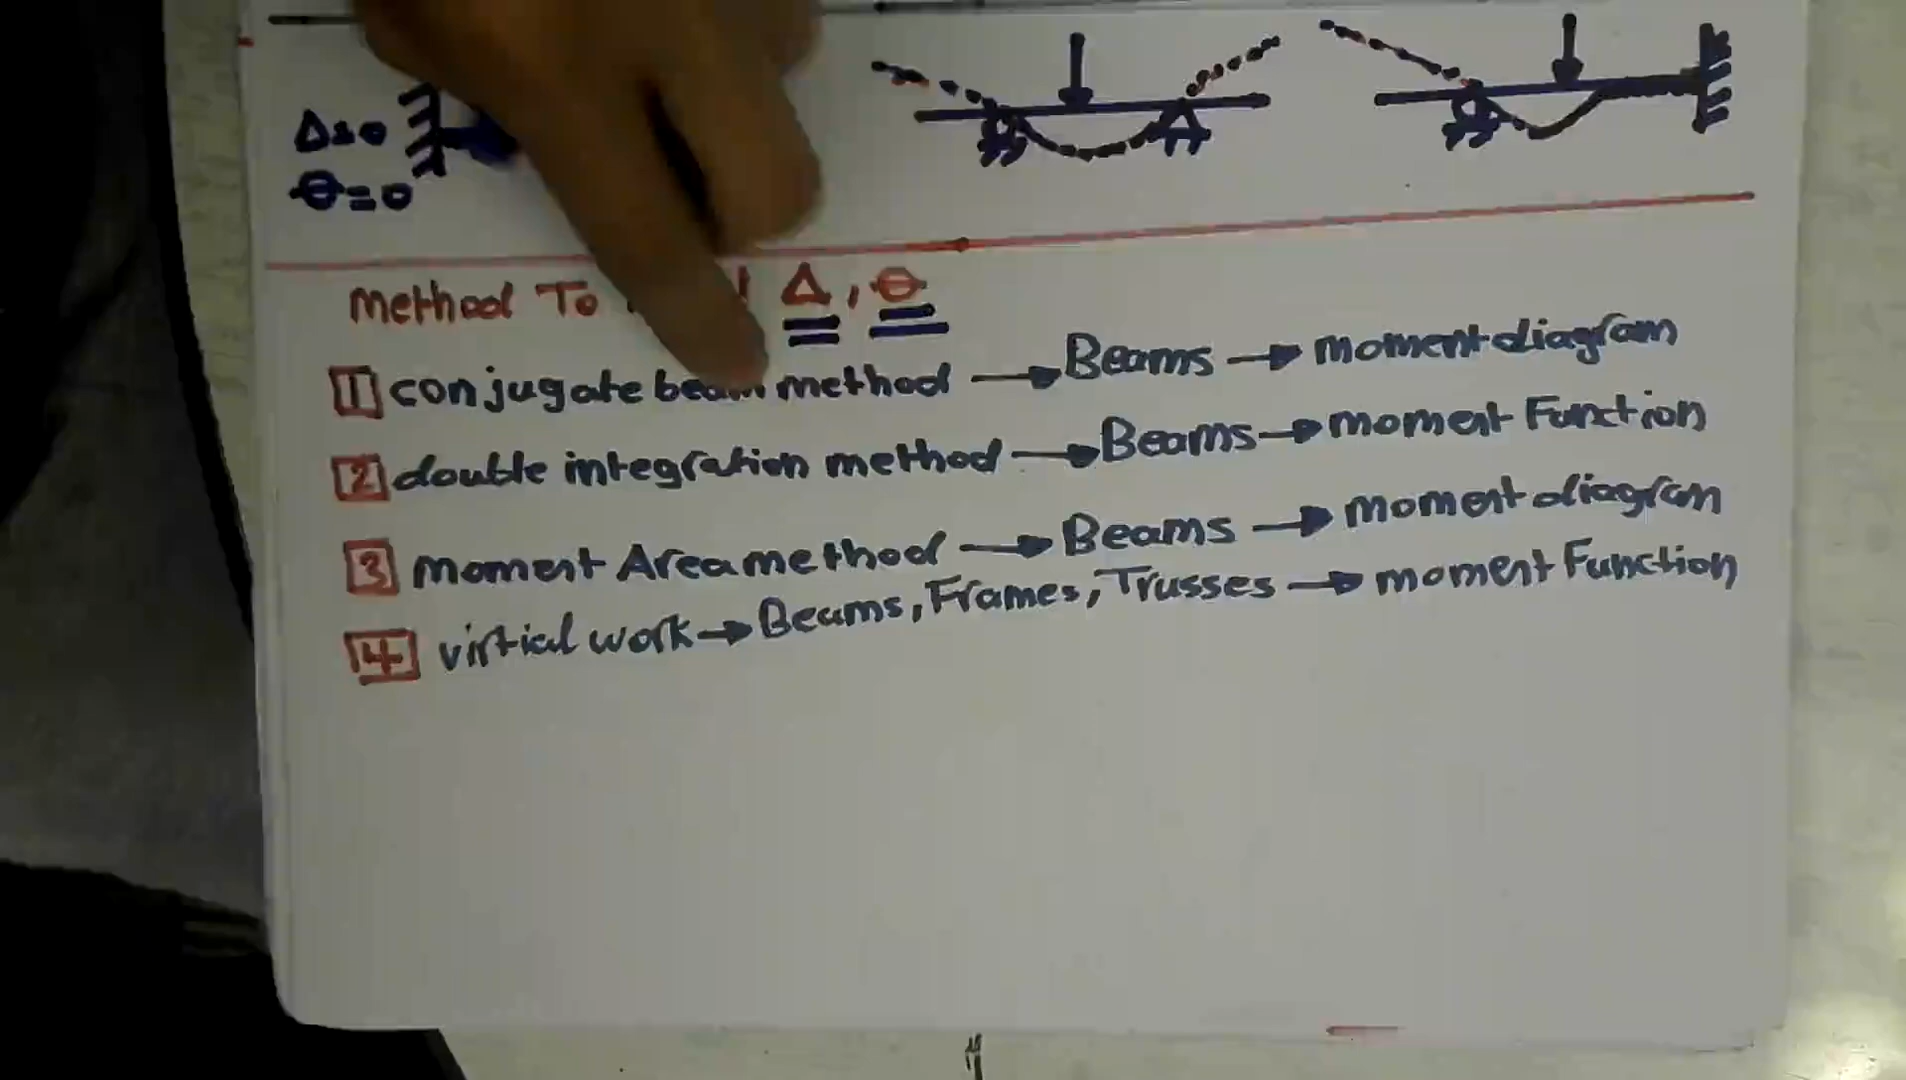 Δ=0
θ=0
Method To Δ, θ
1 conjugate beam method → Beams → moment diagram
2 double integration method → Beams → moment Function
3 moment Area method → Beams → moment diagram
4 virtial work → Beams, Frames, Trusses → moment Function